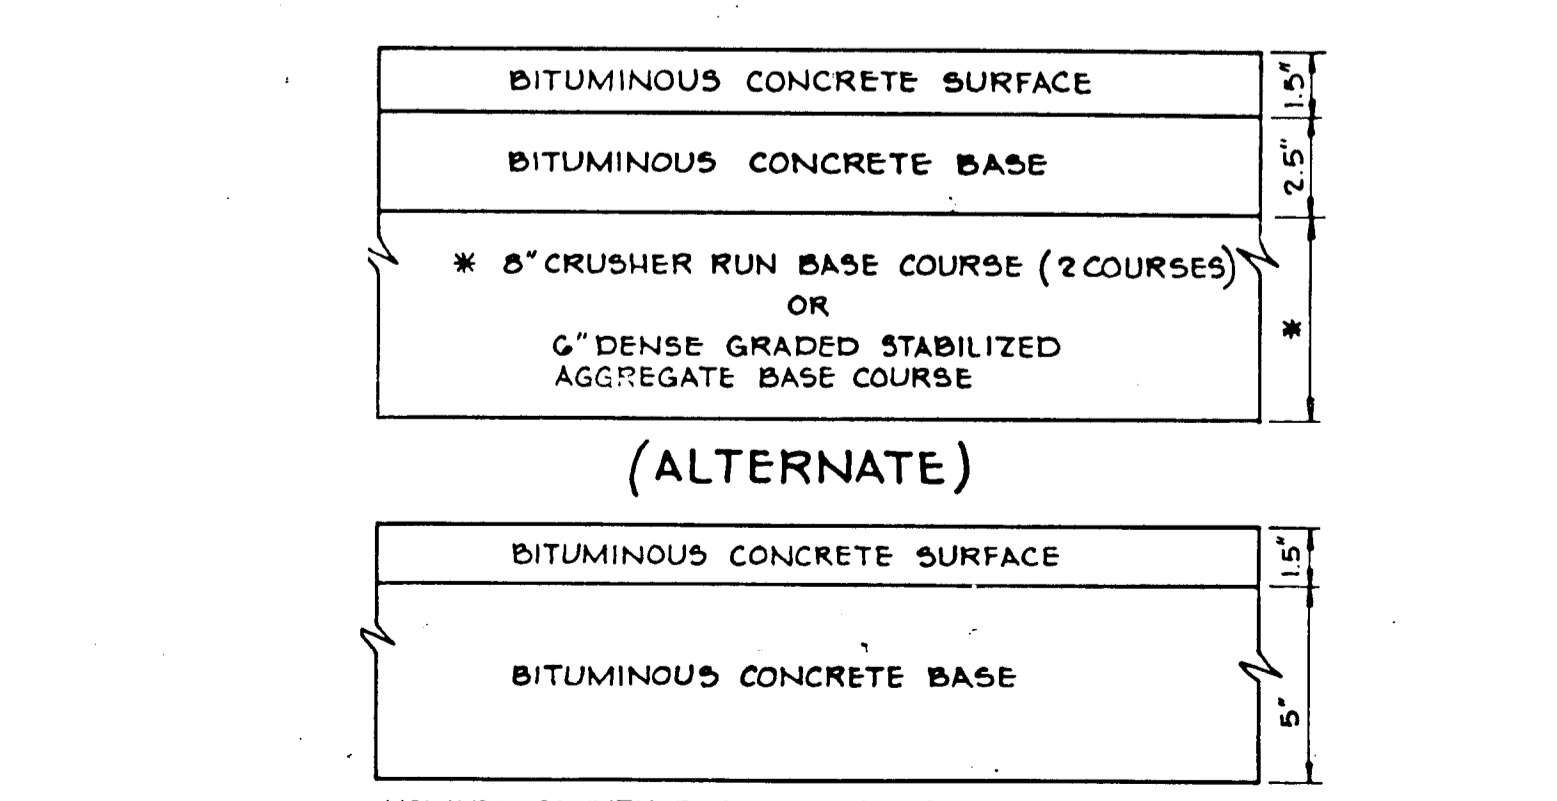 BITUMINOUS CONCRETE SURFACE
1.5"
BITUMINOUS CONCRETE BASE
2.5"
* 8" CRUSHER RUN BASE COURSE (2 COURSES)
OR
6" DENSE GRADED STABILIZED
AGGREGATE BASE COURSE
*
(ALTERNATE)
BITUMINOUS CONCRETE SURFACE
1.5"
BITUMINOUS CONCRETE BASE
5"